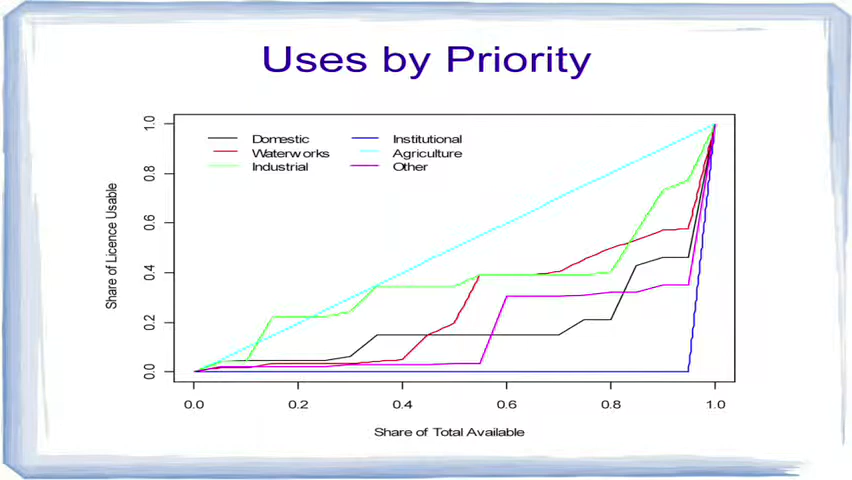 Uses by Priority
Domestic
Waterworks
Industrial
Institutional
Agriculture
Other
Share of Licence Usable
1.0
0.8
0.6
0.4
0.2
0.0
0.0 0.2 0.4 0.6 0.8 1.0
Share of Total Available